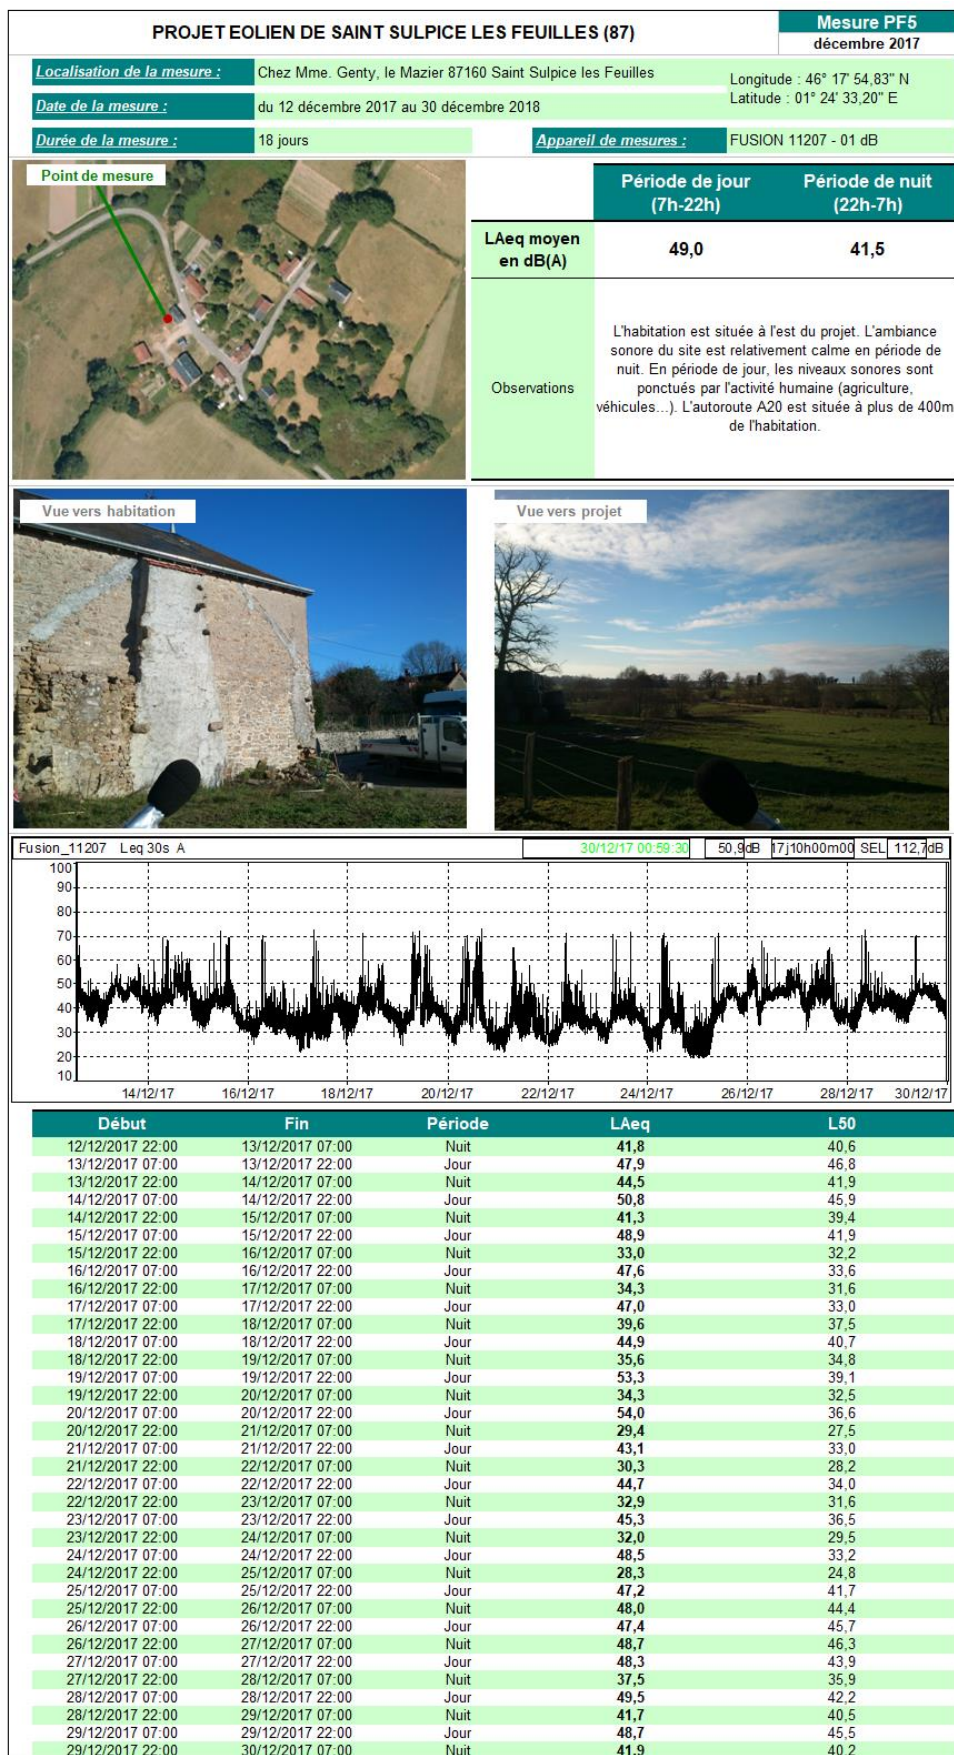 PROJET EOLIEN DE SAINT SULPICE LES FEUILLES (87)
Mesure PF5
décembre 2017
Localisation de la mesure :
Chez Mme. Genty, le Mazier 87160 Saint Sulpice les Feuilles
Longitude : 46° 17' 54,83" N
Latitude : 01° 24' 33,20" E
Date de la mesure :
du 12 décembre 2017 au 30 décembre 2018
Durée de la mesure :
18 jours
Appareil de mesures :
FUSION 11207 - 01 dB
Point de mesure
Période de jour
(7h-22h)
Période de nuit
(22h-7h)
LAeq moyen
en dB(A)
49,0
41,5
Observations
L'habitation est située à l'est du projet. L'ambiance
sonore du site est relativement calme en période de
nuit. En période de jour, les niveaux sonores sont
ponctués par l'activité humaine (agriculture,
véhicules...). L'autoroute A20 est située à plus de 400m
de l'habitation.
Vue vers habitation
Vue vers projet
Fusion_11207 Leq 30s A 30/12/17 00:59:30 50,9dB 17j10h00m00 SEL 112,7dB
100
90
80
70
60
50
40
30
20
10
14/12/17 16/12/17 18/12/17 20/12/17 22/12/17 24/12/17 26/12/17 28/12/17 30/12/17
Début Fin Période LAeq L50
12/12/2017 22:00 13/12/2017 07:00 Nuit 41,8 40,6
13/12/2017 07:00 13/12/2017 22:00 Jour 47,9 46,8
13/12/2017 22:00 14/12/2017 07:00 Nuit 44,5 41,9
14/12/2017 07:00 14/12/2017 22:00 Jour 50,8 45,9
14/12/2017 22:00 15/12/2017 07:00 Nuit 41,3 39,4
15/12/2017 07:00 15/12/2017 22:00 Jour 48,9 41,9
15/12/2017 22:00 16/12/2017 07:00 Nuit 33,0 32,2
16/12/2017 07:00 16/12/2017 22:00 Jour 47,6 33,6
16/12/2017 22:00 17/12/2017 07:00 Nuit 34,3 31,6
17/12/2017 07:00 17/12/2017 22:00 Jour 47,0 33,0
17/12/2017 22:00 18/12/2017 07:00 Nuit 39,6 37,5
18/12/2017 07:00 18/12/2017 22:00 Jour 44,9 40,7
18/12/2017 22:00 19/12/2017 07:00 Nuit 35,6 34,8
19/12/2017 07:00 19/12/2017 22:00 Jour 53,3 39,1
19/12/2017 22:00 20/12/2017 07:00 Nuit 34,3 32,5
20/12/2017 07:00 20/12/2017 22:00 Jour 54,0 36,6
20/12/2017 22:00 21/12/2017 07:00 Nuit 29,4 27,5
21/12/2017 07:00 21/12/2017 22:00 Jour 43,1 33,0
21/12/2017 22:00 22/12/2017 07:00 Nuit 30,3 28,2
22/12/2017 07:00 22/12/2017 22:00 Jour 44,7 34,0
22/12/2017 22:00 23/12/2017 07:00 Nuit 32,9 31,6
23/12/2017 07:00 23/12/2017 22:00 Jour 45,3 36,5
23/12/2017 22:00 24/12/2017 07:00 Nuit 32,0 29,5
24/12/2017 07:00 24/12/2017 22:00 Jour 48,5 33,2
24/12/2017 22:00 25/12/2017 07:00 Nuit 28,3 24,8
25/12/2017 07:00 25/12/2017 22:00 Jour 47,2 41,7
25/12/2017 22:00 26/12/2017 07:00 Nuit 48,0 44,4
26/12/2017 07:00 26/12/2017 22:00 Jour 47,4 45,7
26/12/2017 22:00 27/12/2017 07:00 Nuit 48,7 46,3
27/12/2017 07:00 27/12/2017 22:00 Jour 48,3 43,9
27/12/2017 22:00 28/12/2017 07:00 Nuit 37,5 35,9
28/12/2017 07:00 28/12/2017 22:00 Jour 49,5 42,2
28/12/2017 22:00 29/12/2017 07:00 Nuit 41,7 40,5
29/12/2017 07:00 29/12/2017 22:00 Jour 48,7 45,5
29/12/2017 22:00 30/12/2017 07:00 Nuit 41,9 40,2